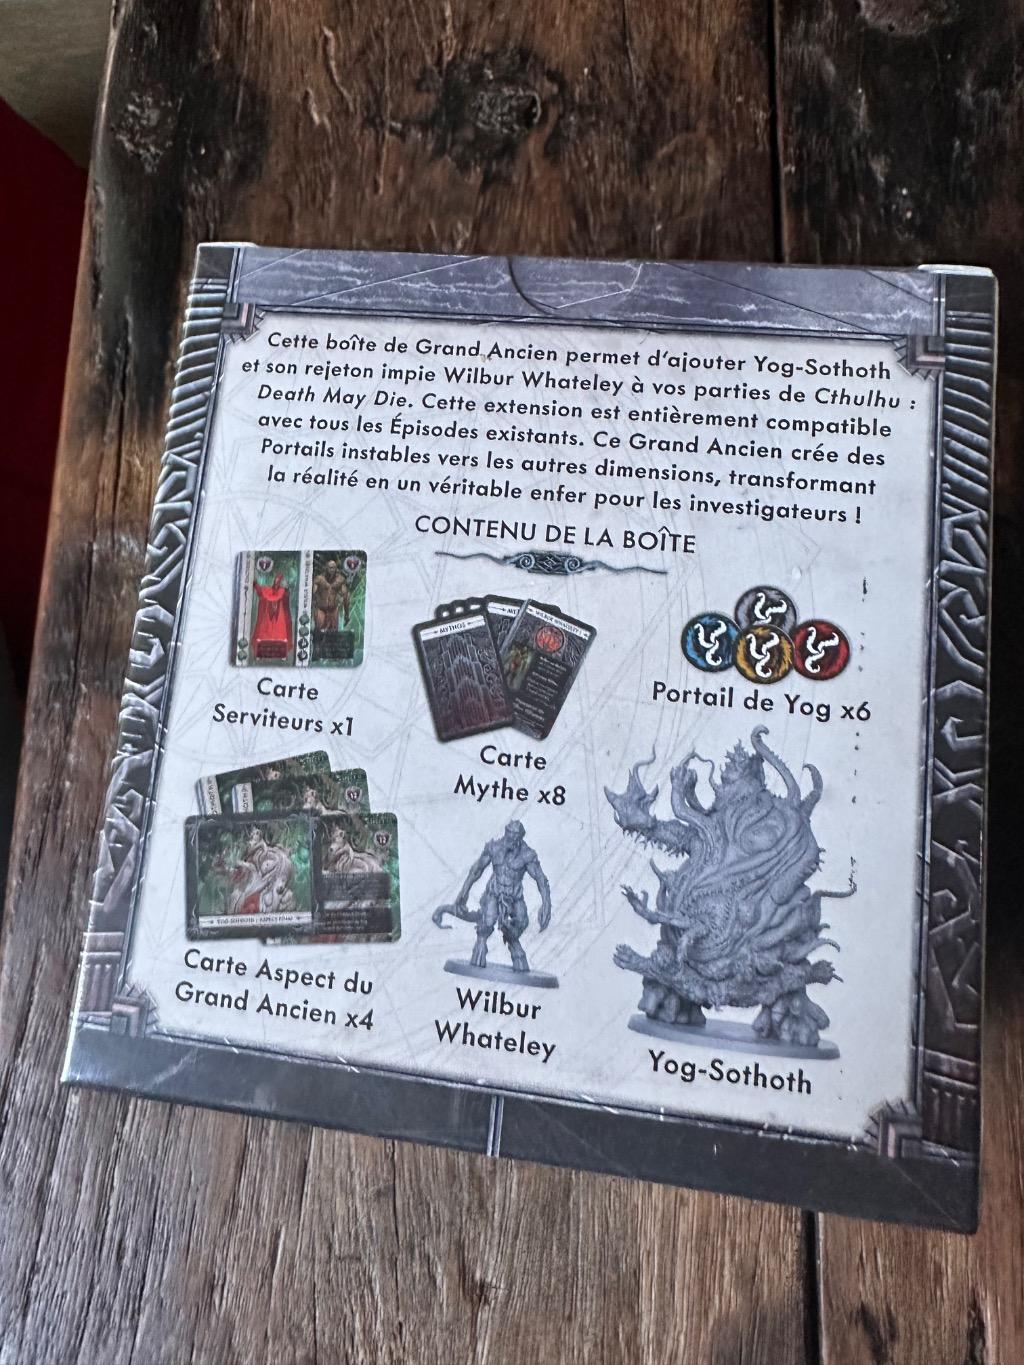 Cette boîte de Grand Ancien permet d'ajouter Yog-Sothoth
et son rejeton impie Wilbur Whateley à vos parties de Cthulhu :
Death May Die. Cette extension est entièrement compatible
avec tous les Épisodes existants. Ce Grand Ancien crée des
Portails instables vers les autres dimensions, transformant
la réalité en un véritable enfer pour les investigateurs !
CONTENU DE LA BOÎTE
Carte
Serviteurs x1
MYTHOS
WILBUR WHATELEY
Carte
Mythe x8
Portail de Yog x6
Carte Aspect du
Grand Ancien x4
Wilbur
Whateley
Yog-Sothoth